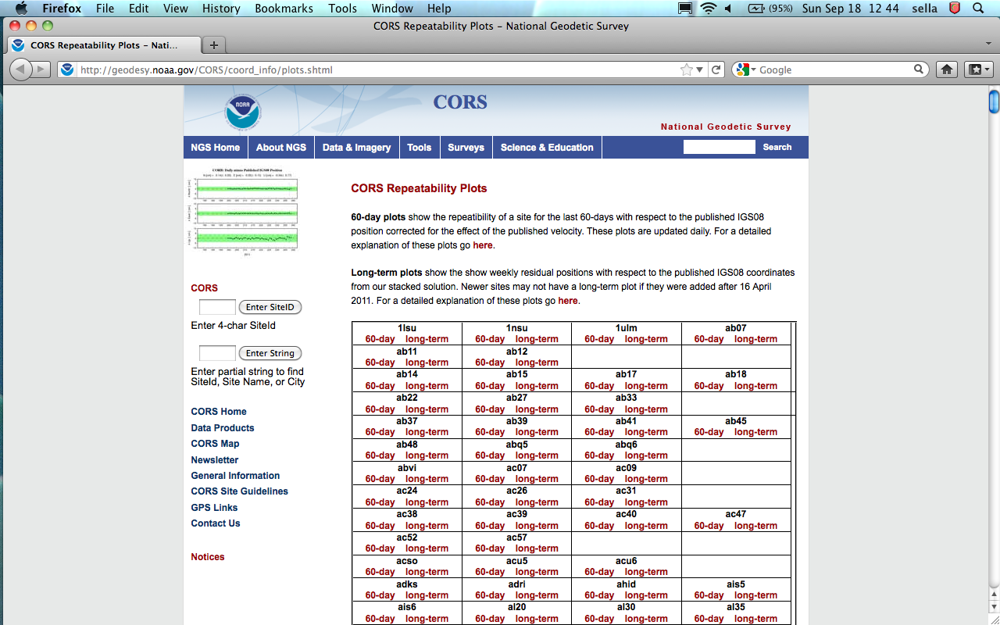 Firefox File Edit View History Bookmarks Tools Window Help (95%) Sun Sep 18 12 44 sella
CORS Repeatability Plots – National Geodetic Survey
CORS Repeatability Plots – Nati...
http://geodesy.noaa.gov/CORS/coord_info/plots.shtml Google
NOAA
CORS
National Geodetic Survey
NGS Home About NGS Data & Imagery Tools Surveys Science & Education Search
CORS Repeatability Plots
60-day plots show the repeatibility of a site for the last 60-days with respect to the published IGS08
position corrected for the effect of the published velocity. These plots are updated daily. For a detailed
explanation of these plots go here.
Long-term plots show the show weekly residual positions with respect to the published IGS08 coordinates
from our stacked solution. Newer sites may not have a long-term plot if they were added after 16 April
2011. For a detailed explanation of these plots go here.
CORS
Enter SiteID
Enter 4-char SiteId
Enter String
Enter partial string to find
SiteId, Site Name, or City
CORS Home
Data Products
CORS Map
Newsletter
General Information
CORS Site Guidelines
GPS Links
Contact Us
Notices
1lsu 1nsu 1ulm ab07
60-day long-term 60-day long-term 60-day long-term 60-day long-term
ab11 ab12
60-day long-term 60-day long-term
ab14 ab15 ab17 ab18
60-day long-term 60-day long-term 60-day long-term 60-day long-term
ab22 ab27 ab33
60-day long-term 60-day long-term 60-day long-term
ab37 ab39 ab41 ab45
60-day long-term 60-day long-term 60-day long-term 60-day long-term
ab48 abq5 abq6
60-day long-term 60-day long-term 60-day long-term
abvi ac07 ac09
60-day long-term 60-day long-term 60-day long-term
ac24 ac26 ac31
60-day long-term 60-day long-term 60-day long-term
ac38 ac39 ac40 ac47
60-day long-term 60-day long-term 60-day long-term 60-day long-term
ac52 ac57
60-day long-term 60-day long-term
acso acu5 acu6
60-day long-term 60-day long-term 60-day long-term
adks adri ahid ais5
60-day long-term 60-day long-term 60-day long-term 60-day long-term
ais6 al20 al30 al35
60-day long-term 60-day long-term 60-day long-term 60-day long-term